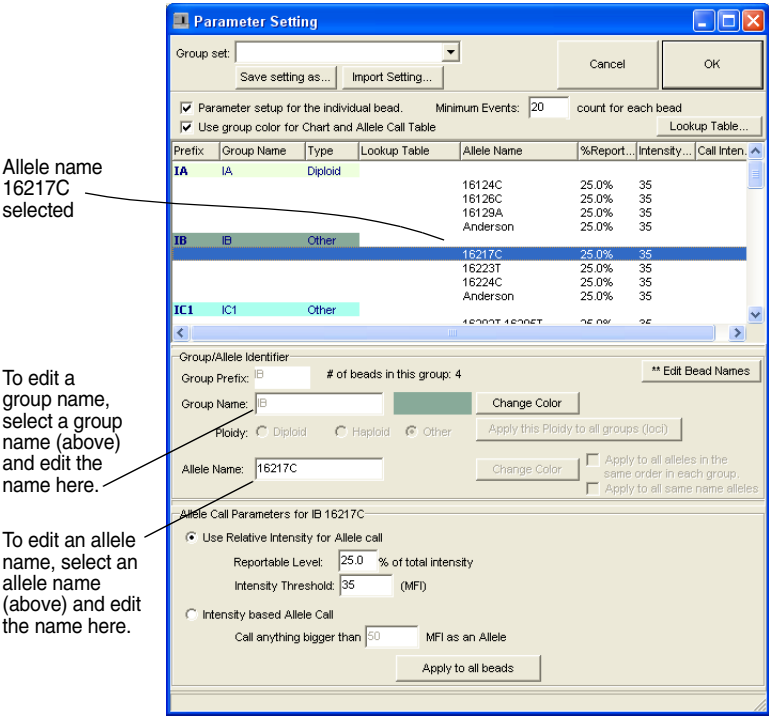 Parameter Setting
Group set:
Cancel
OK
Save setting as...
Import Setting...
Parameter setup for the individual bead. Minimum Events: 20 count for each bead
Use group color for Chart and Allele Call Table
Lookup Table...
Prefix Group Name Type Lookup Table Allele Name %Report... Intensity... Call Inten.
IA IA Diploid
16124C 25.0% 35
16126C 25.0% 35
16129A 25.0% 35
Anderson 25.0% 35
IB IB Other
16217C 25.0% 35
16223T 25.0% 35
16224C 25.0% 35
Anderson 25.0% 35
IC1 IC1 Other
Allele name
16217C
selected
Group/Allele Identifier
Group Prefix: IB # of beads in this group: 4
** Edit Bead Names
Group Name: IB
Change Color
Ploidy: Diploid Haploid Other
Apply this Ploidy to all groups (loci)
Allele Name: 16217C
Change Color
Apply to all alleles in the
same order in each group.
Apply to all same name alleles
To edit a
group name,
select a group
name (above)
and edit the
name here.
Allele Call Parameters for IB 16217C
Use Relative Intensity for Allele call
Reportable Level: 25.0 % of total intensity
Intensity Threshold: 35 (MFI)
Intensity based Allele Call
Call anything bigger than 50 MFI as an Allele
Apply to all beads
To edit an allele
name, select an
allele name
(above) and edit
the name here.